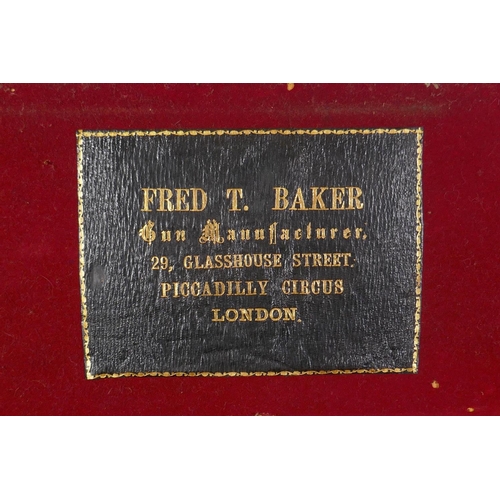 FRED T. BAKER
Gun Manufacturer,
29, GLASSHOUSE STREET.
PICCADILLY CIRCUS
LONDON.